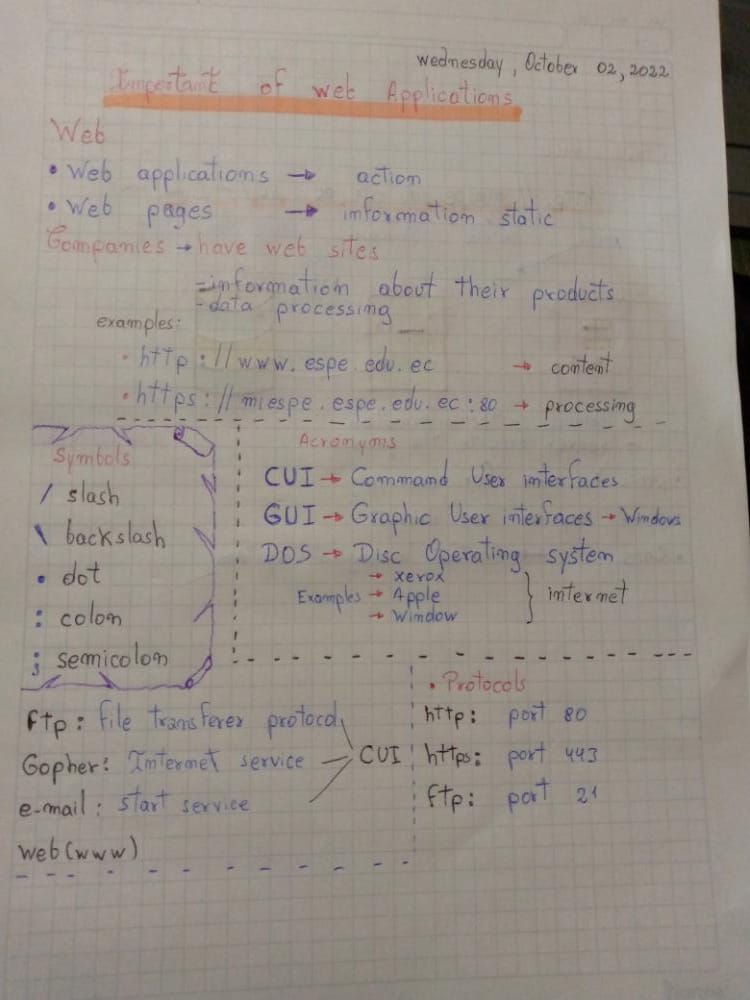 Wednesday, October 02, 2022
Important of web Applications
Web
• Web applications → action
• Web pages → information static
Companies → have web sites
- information about their products
- data processing
examples:
• http://www.espe.edu.ec → content
• https://miespe.espe.edu.ec:80 → processing
Symbols
/ slash
\ backslash
• dot
: colon
; semicolon
Acronyms
CUI → Command User interfaces
GUI → Graphic User interfaces → Windows
DOS → Disc Operating system
Examples → xerox
→ Apple
→ Window
} internet
ftp: file transferer protocol
Gopher: Internet service
e-mail: start service
CUI
web (www)
• Protocols
http: port 80
https: port 443
ftp: port 21